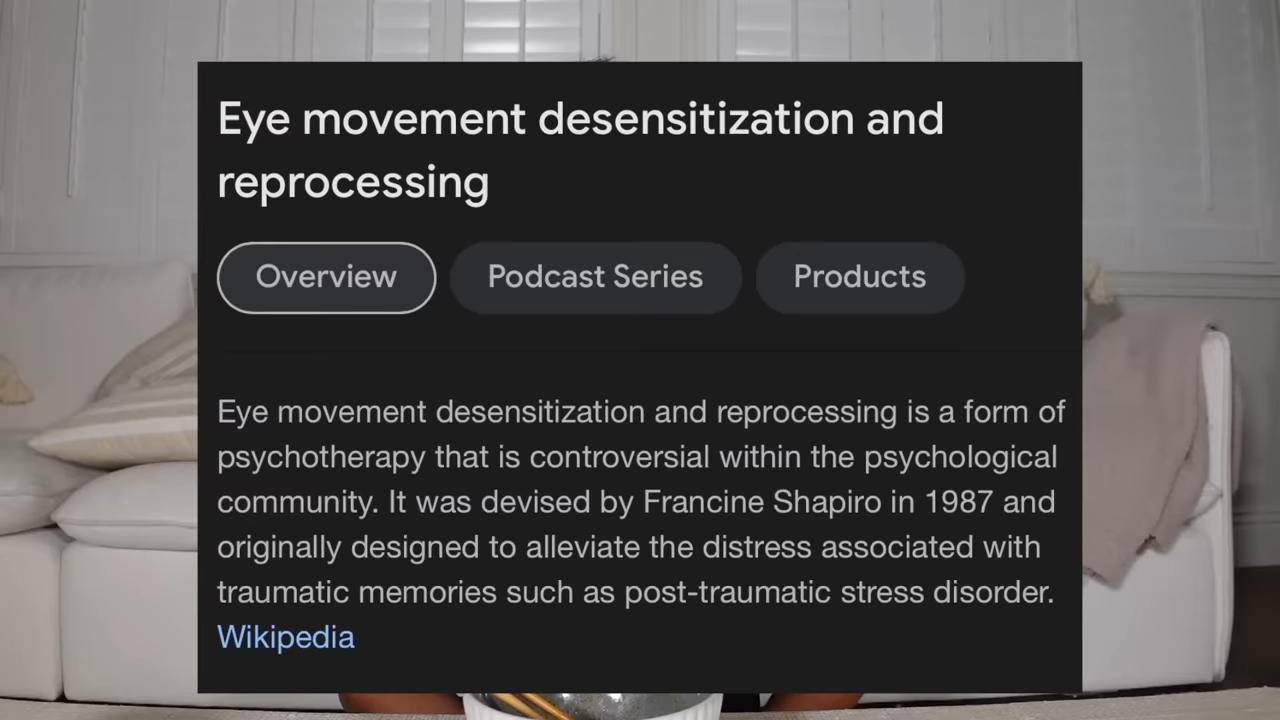 Eye movement desensitization and
reprocessing
Overview
Podcast Series
Products
Eye movement desensitization and reprocessing is a form of
psychotherapy that is controversial within the psychological
community. It was devised by Francine Shapiro in 1987 and
originally designed to alleviate the distress associated with
traumatic memories such as post-traumatic stress disorder.
Wikipedia